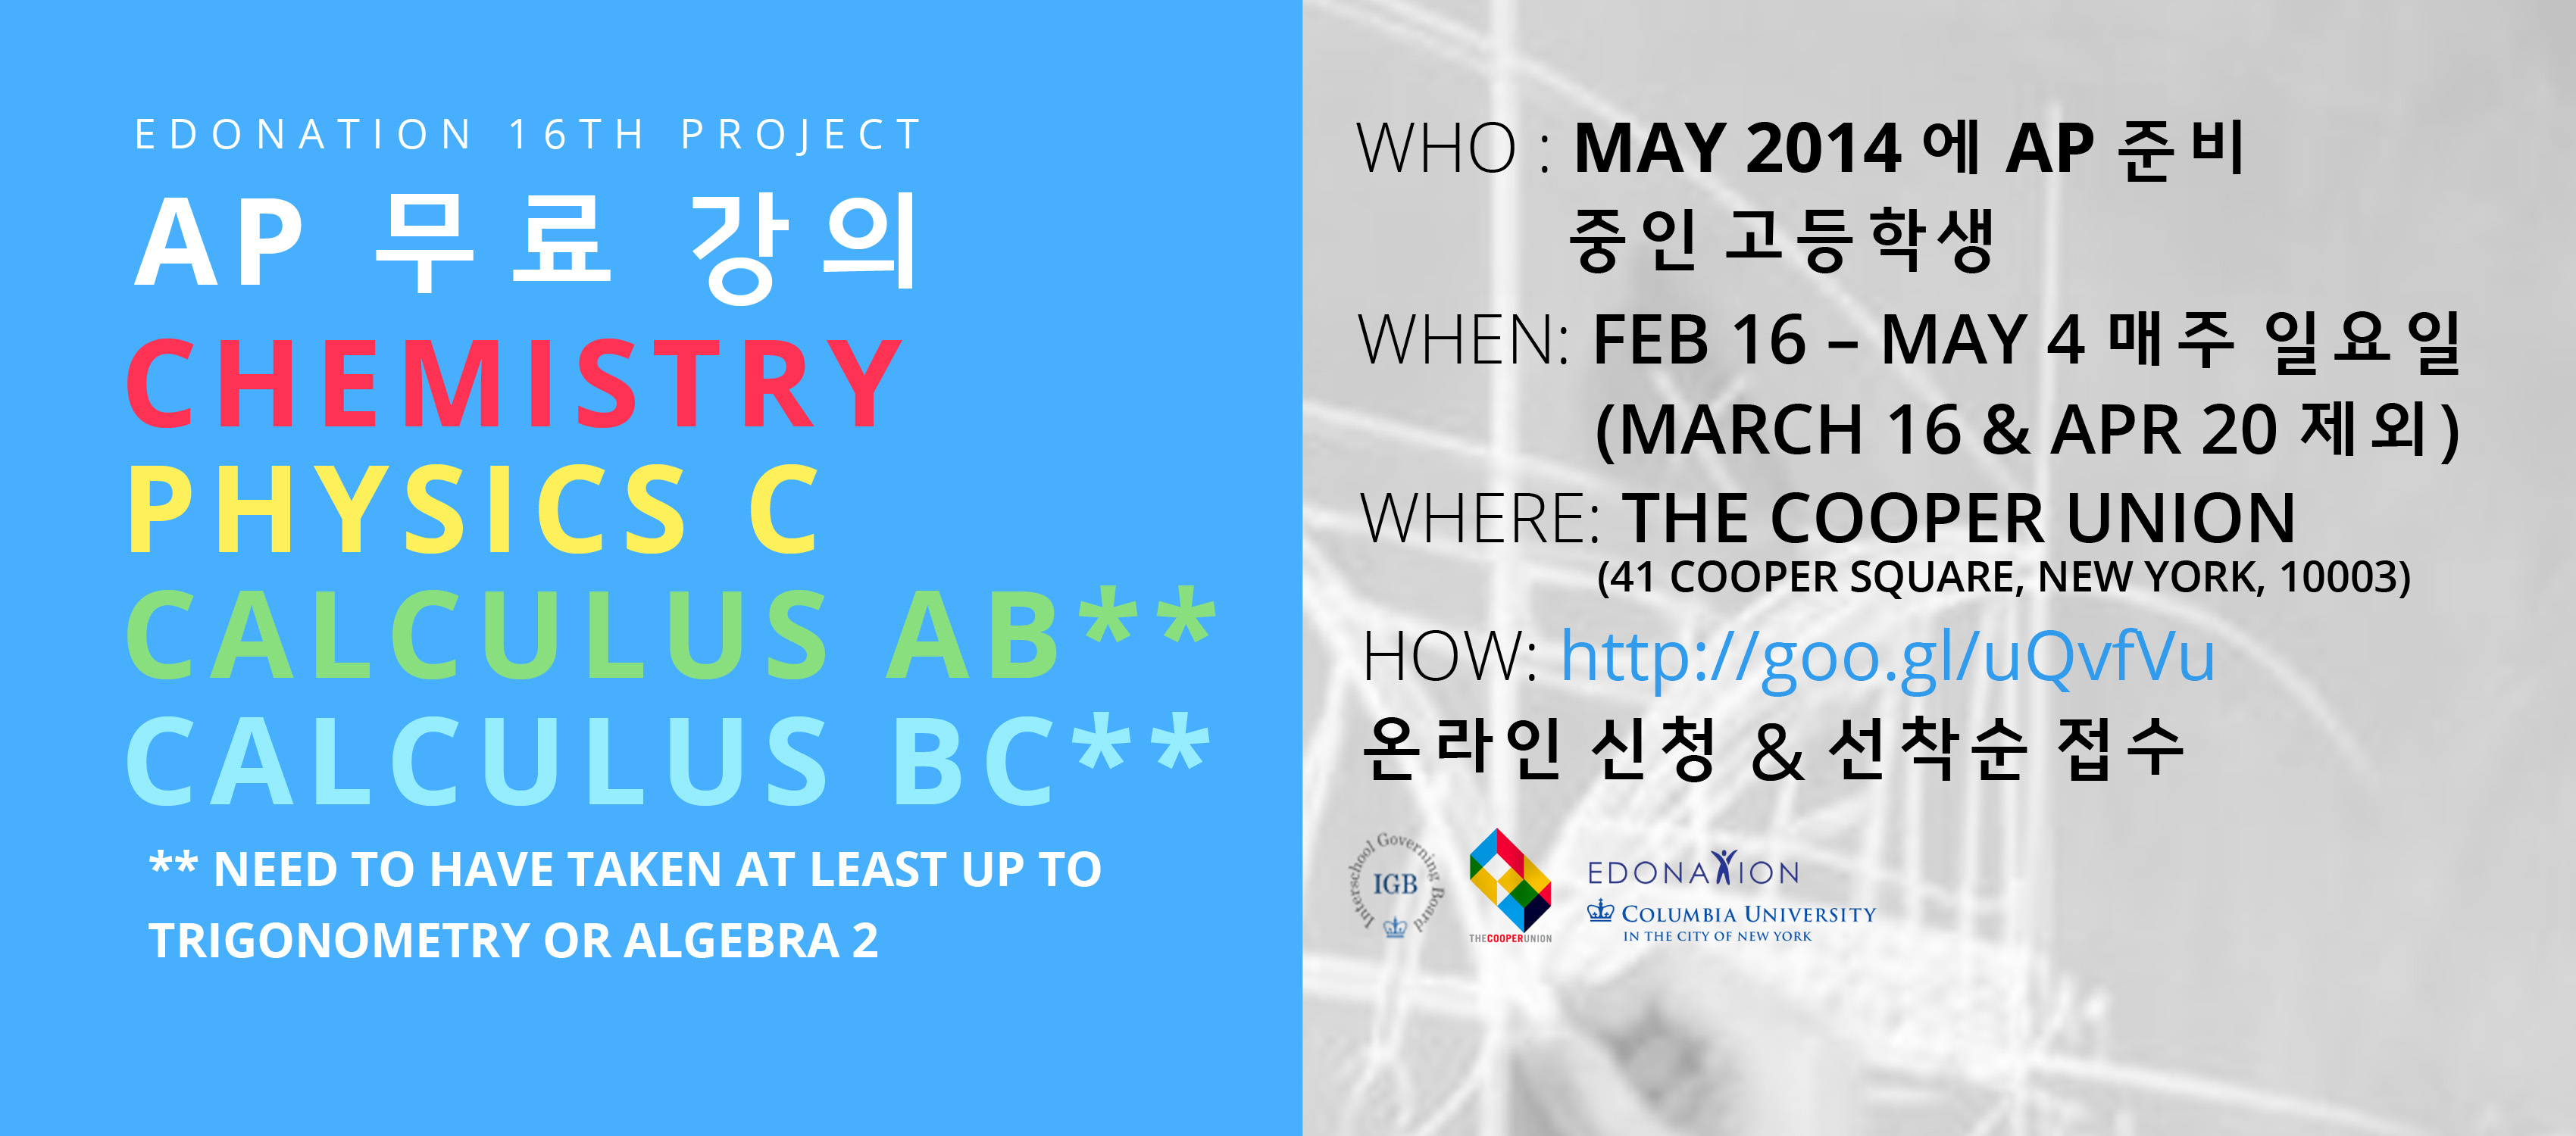 EDONATION 16TH PROJECT
AP 무료 강의
CHEMISTRY
PHYSICS C
CALCULUS AB**
CALCULUS BC**
** NEED TO HAVE TAKEN AT LEAST UP TO
TRIGONOMETRY OR ALGEBRA 2
WHO : MAY 2014 에 AP 준비
중인 고등학생
WHEN: FEB 16 – MAY 4 매주 일요일
(MARCH 16 & APR 20 제외)
WHERE: THE COOPER UNION
(41 COOPER SQUARE, NEW YORK, 10003)
HOW: http://goo.gl/uQvfVu
온라인 신청 & 선착순 접수
Interschool Governing Board
IGB
THECOOPERUNION
EDONATION
COLUMBIA UNIVERSITY
IN THE CITY OF NEW YORK